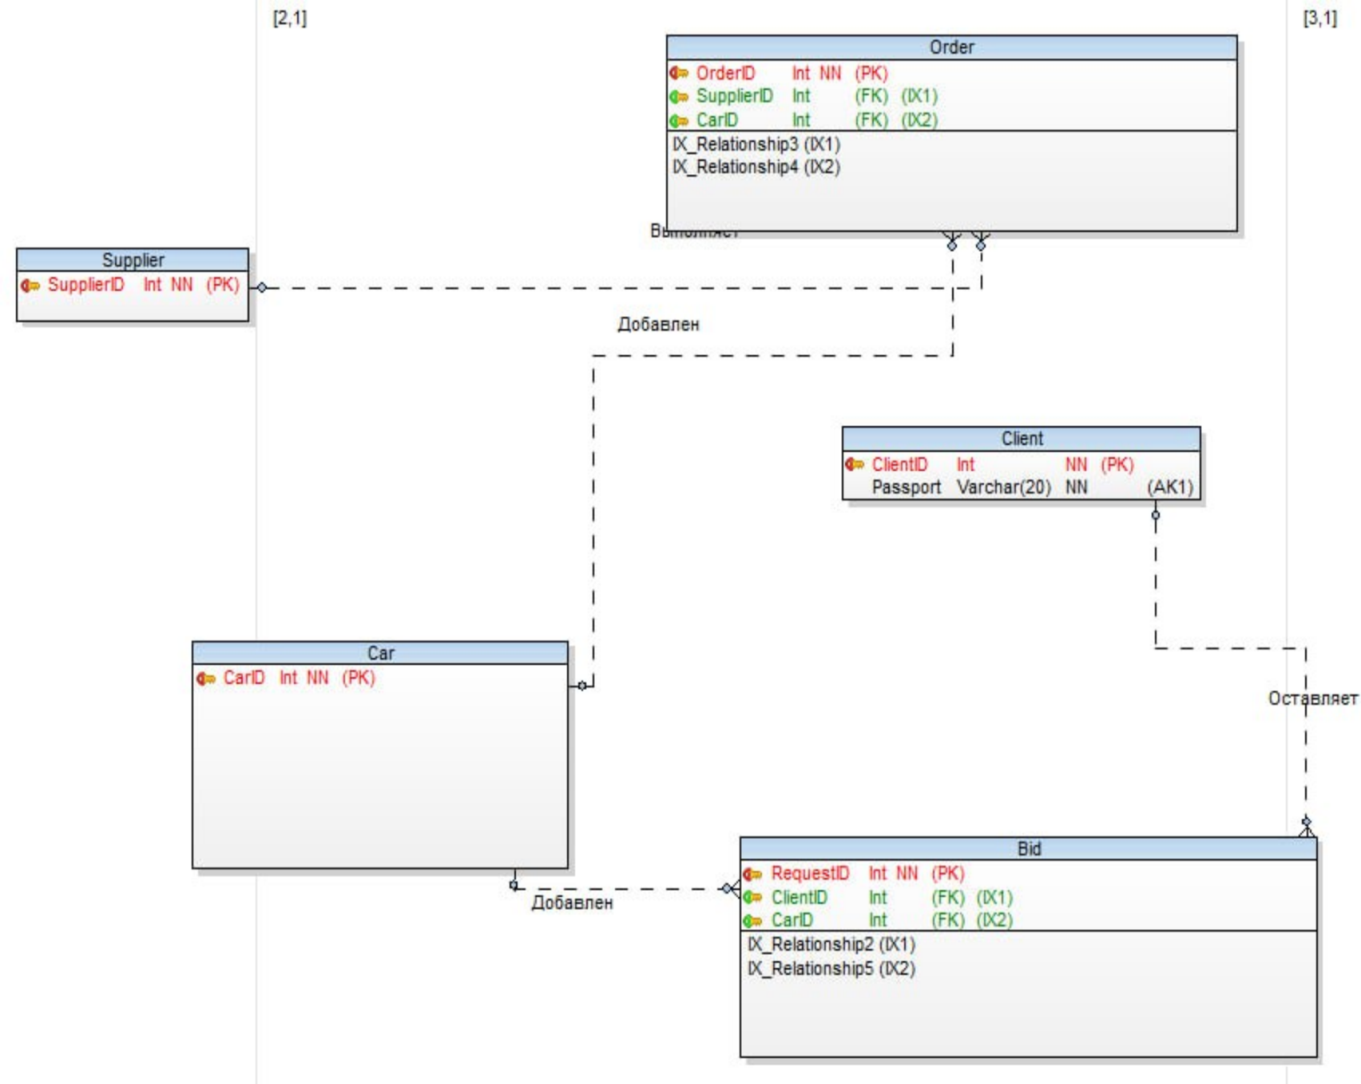 [2,1]
[3,1]
Order
OrderID Int NN (PK)
SupplierID Int (FK) (IX1)
CarID Int (FK) (IX2)
IX_Relationship3 (IX1)
IX_Relationship4 (IX2)
Выполняет
Supplier
SupplierID Int NN (PK)
Добавлен
Client
ClientID Int NN (PK)
Passport Varchar(20) NN (AK1)
Car
CarID Int NN (PK)
Оставляет
Bid
RequestID Int NN (PK)
ClientID Int (FK) (IX1)
CarID Int (FK) (IX2)
IX_Relationship2 (IX1)
IX_Relationship5 (IX2)
Добавлен